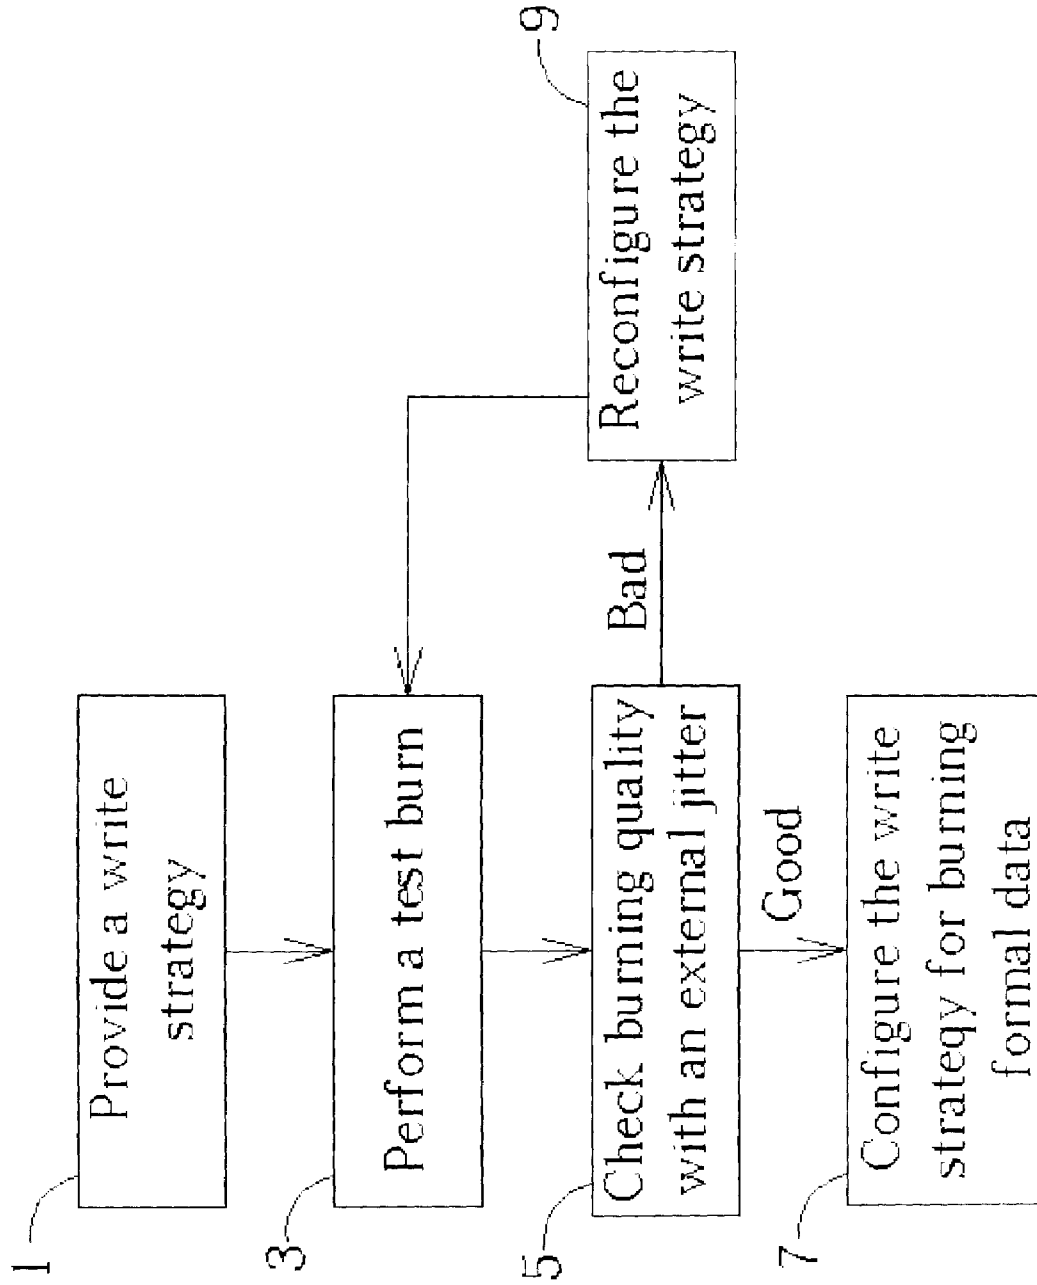 1
Provide a write
strategy
3
Perform a test burn
5
Check burning quality
with an external jitter
Bad
9
Reconfigure the
write strategy
Good
7
Configure the write
strateqy for burning
formal data